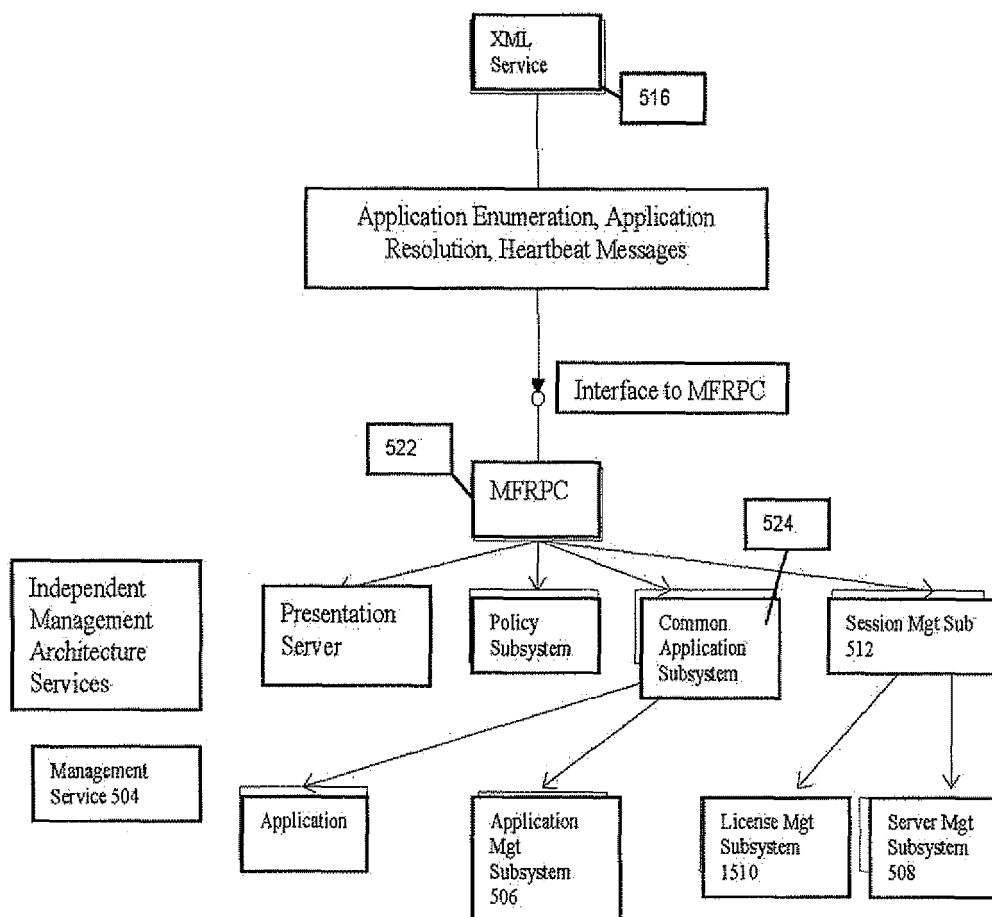 XML
Service
516
Application Enumeration, Application
Resolution, Heartbeat Messages
Interface to MFRPC
522
MFRPC
524
Independent
Management
Architecture
Services
Presentation
Server
Policy
Subsystem
Common
Application
Subsystem
Session Mgt Sub
512
Management
Service 504
Application
Application
Mgt
Subsystem
506
License Mgt
Subsystem
1510
Server Mgt
Subsystem
508